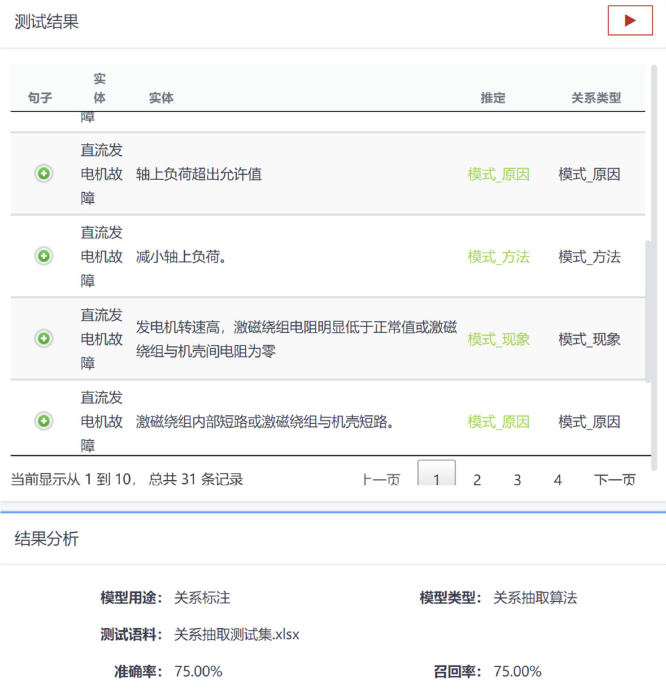 测试结果
实
句子 体 实体 推定 关系类型
障
直流发
电机故 轴上负荷超出允许值 模式_原因 模式_原因
障
直流发
电机故 减小轴上负荷。 模式_方法 模式_方法
障
直流发
电机故 发电机转速高，激磁绕组电阻明显低于正常值或激磁 模式_现象 模式_现象
障 绕组与机壳间电阻为零
直流发
电机故 激磁绕组内部短路或激磁绕组与机壳短路。 模式_原因 模式_原因
障
当前显示从 1 到 10， 总共 31 条记录 上一页 1 2 3 4 下一页
结果分析
模型用途： 关系标注 模型类型： 关系抽取算法
测试语料： 关系抽取测试集.xlsx
准确率： 75.00% 召回率： 75.00%